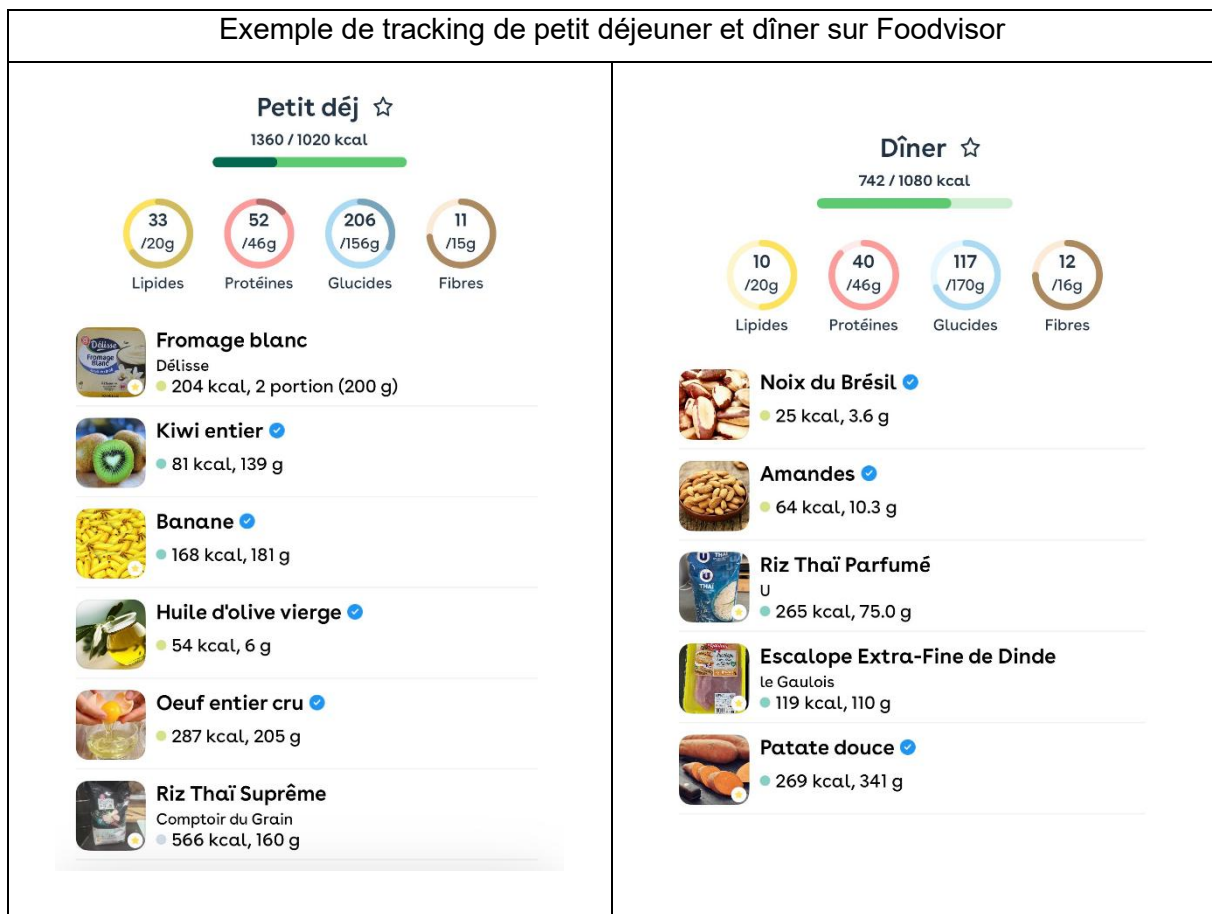 Exemple de tracking de petit déjeuner et dîner sur Foodvisor
Petit déj
1360 / 1020 kcal
33
/20g
Lipides
52
/46g
Protéines
206
/156g
Glucides
11
/15g
Fibres
Fromage blanc
Délisse
204 kcal, 2 portion (200 g)
Kiwi entier
81 kcal, 139 g
Banane
168 kcal, 181 g
Huile d'olive vierge
54 kcal, 6 g
Oeuf entier cru
287 kcal, 205 g
Riz Thaï Suprême
Comptoir du Grain
566 kcal, 160 g
Dîner
742 / 1080 kcal
10
/20g
Lipides
40
/46g
Protéines
117
/170g
Glucides
12
/16g
Fibres
Noix du Brésil
25 kcal, 3.6 g
Amandes
64 kcal, 10.3 g
Riz Thaï Parfumé
U
265 kcal, 75.0 g
Escalope Extra-Fine de Dinde
le Gaulois
119 kcal, 110 g
Patate douce
269 kcal, 341 g